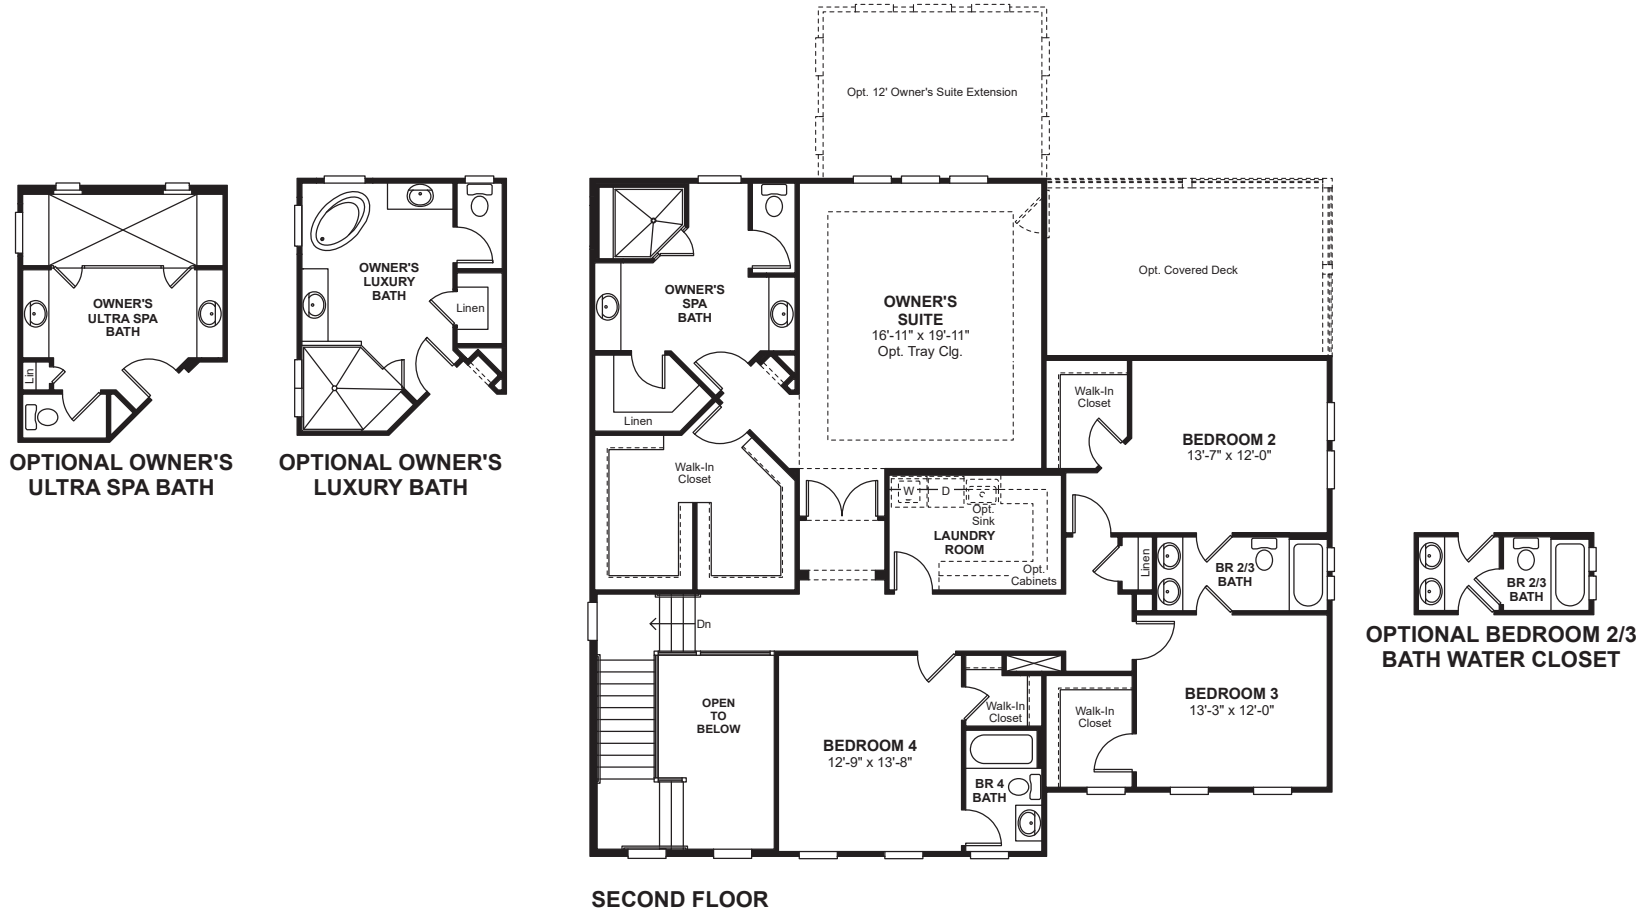 Opt. 12' Owner's Suite Extension
OWNER'S
ULTRA SPA
BATH
Lin
OPTIONAL OWNER'S
ULTRA SPA BATH
OWNER'S
LUXURY
BATH
Linen
OPTIONAL OWNER'S
LUXURY BATH
OWNER'S
SPA
BATH
Linen
Walk-In
Closet
OWNER'S
SUITE
16'-11" x 19'-11"
Opt. Tray Clg.
Opt. Covered Deck
Walk-In
Closet
BEDROOM 2
13'-7" x 12'-0"
W
D
S
Opt.
Sink
LAUNDRY
ROOM
Opt.
Cabinets
Linen
BR 2/3
BATH
Dn
OPEN
TO
BELOW
BEDROOM 4
12'-9" x 13'-8"
Walk-In
Closet
BR 4
BATH
Walk-In
Closet
BEDROOM 3
13'-3" x 12'-0"
BR 2/3
BATH
OPTIONAL BEDROOM 2/3
BATH WATER CLOSET
SECOND FLOOR